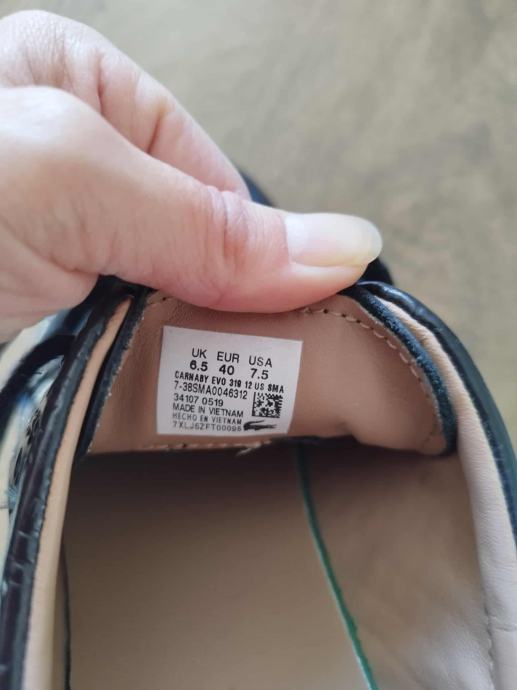 UK EUR USA
6.5 40 7.5
CARNABY EVO 319 12 US SMA
7-38SMA0046312
34107 0519
MADE IN VIETNAM
HECHO EN VIETNAM
7XLJ6ZFT00096